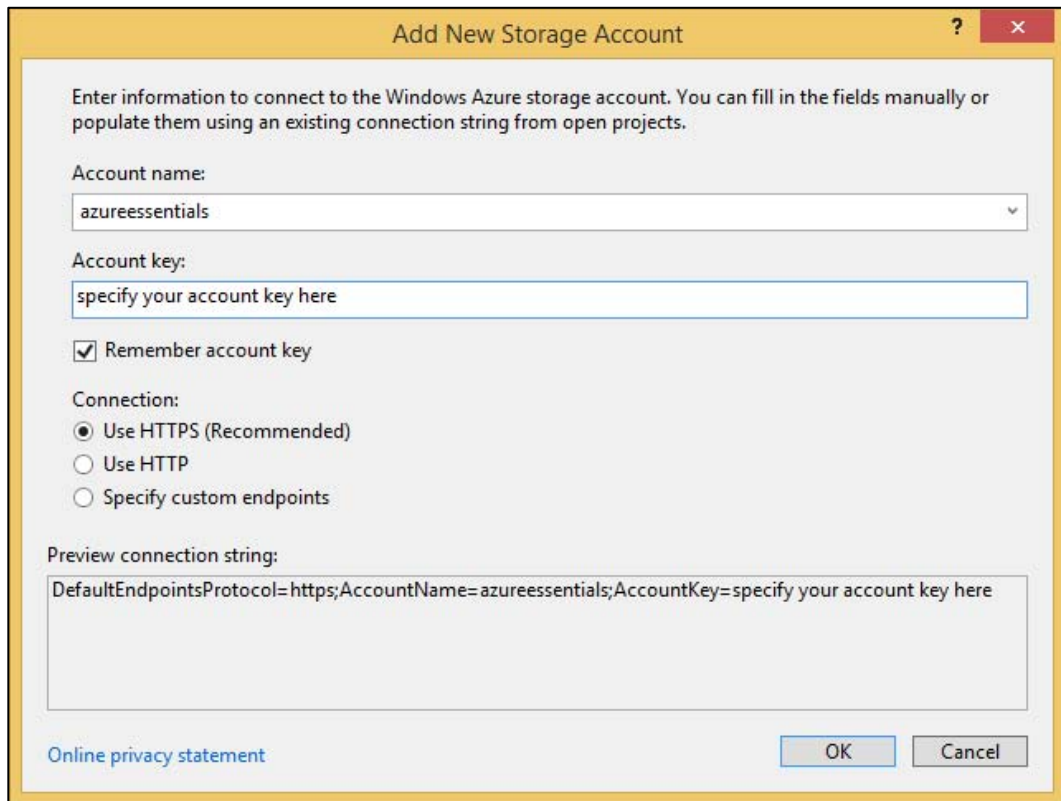 Add New Storage Account
?
×
Enter information to connect to the Windows Azure storage account. You can fill in the fields manually or
populate them using an existing connection string from open projects.
Account name:
azureessentials
Account key:
specify your account key here
Remember account key
Connection:
Use HTTPS (Recommended)
Use HTTP
Specify custom endpoints
Preview connection string:
DefaultEndpointsProtocol=https;AccountName=azureessentials;AccountKey=specify your account key here
Online privacy statement
OK
Cancel